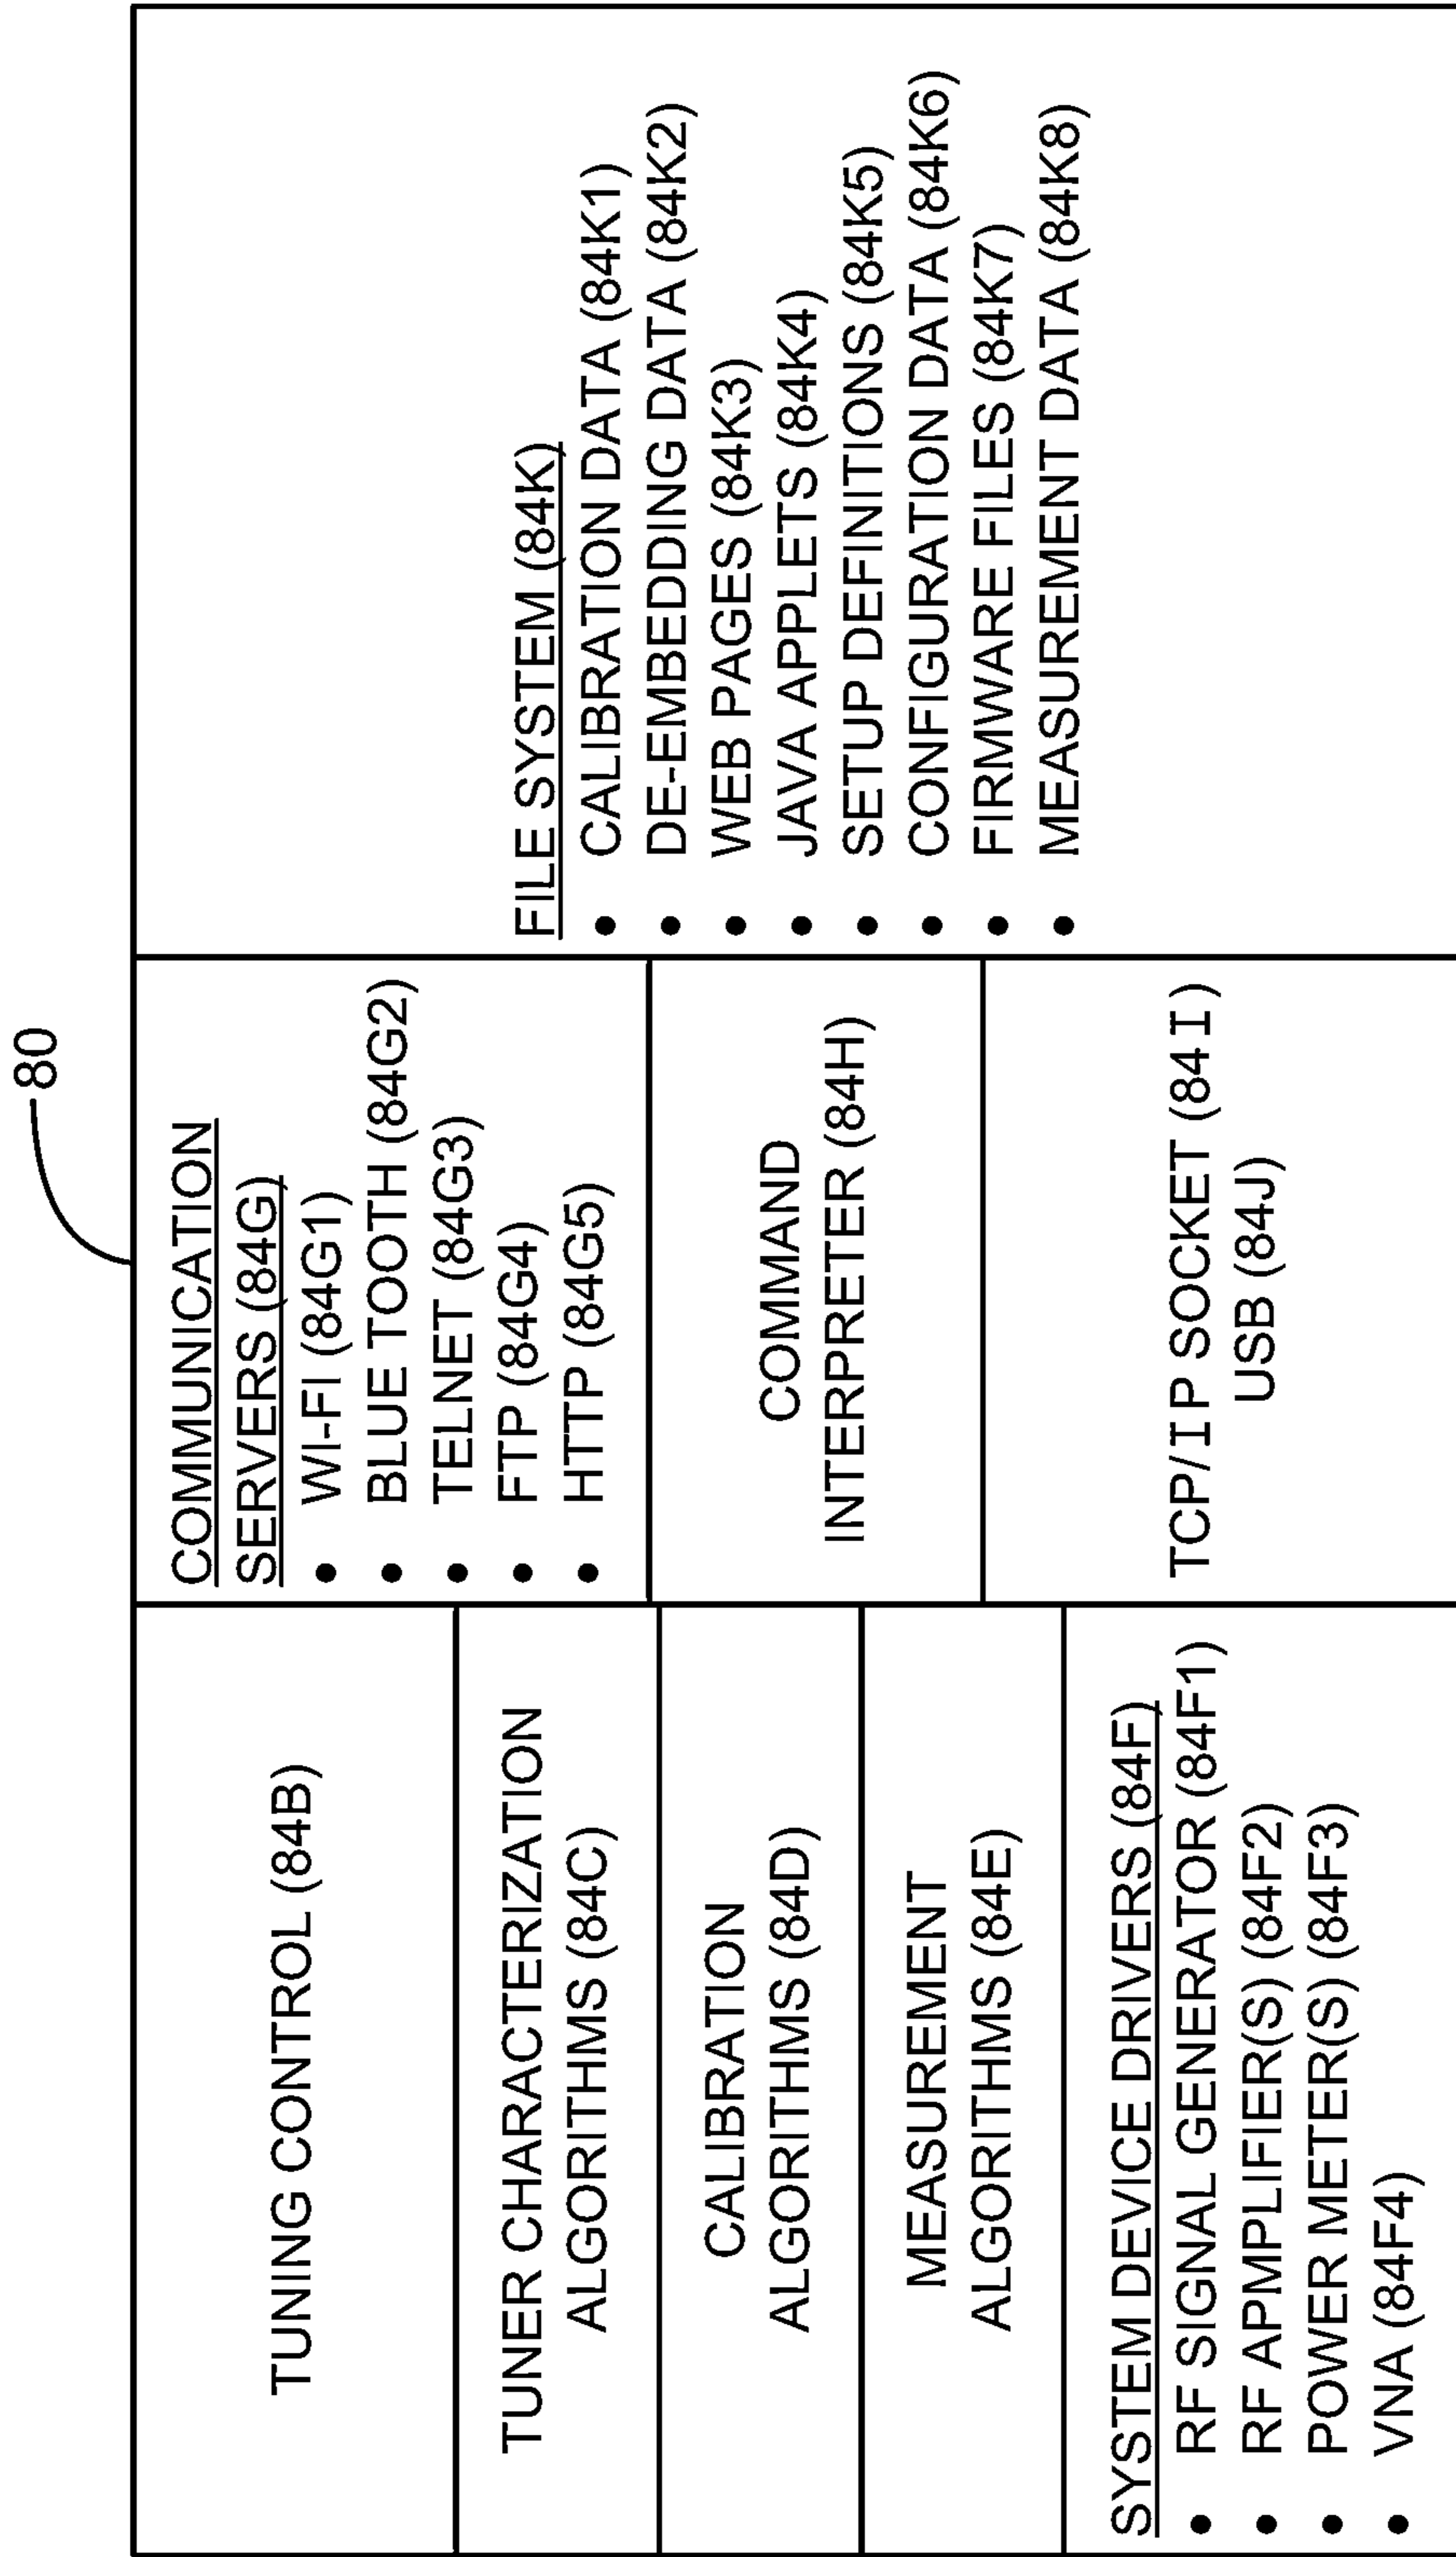 80
TUNING CONTROL (84B)
TUNER CHARACTERIZATION
ALGORITHMS (84C)
CALIBRATION
ALGORITHMS (84D)
MEASUREMENT
ALGORITHMS (84E)
SYSTEM DEVICE DRIVERS (84F)
• RF SIGNAL GENERATOR (84F1)
• RF APMPLIFIER(S) (84F2)
• POWER METER(S) (84F3)
• VNA (84F4)
COMMUNICATION
SERVERS (84G)
• WI-FI (84G1)
• BLUE TOOTH (84G2)
• TELNET (84G3)
• FTP (84G4)
• HTTP (84G5)
COMMAND
INTERPRETER (84H)
TCP/IP SOCKET (84I)
USB (84J)
FILE SYSTEM (84K)
• CALIBRATION DATA (84K1)
• DE-EMBEDDING DATA (84K2)
• WEB PAGES (84K3)
• JAVA APPLETS (84K4)
• SETUP DEFINITIONS (84K5)
• CONFIGURATION DATA (84K6)
• FIRMWARE FILES (84K7)
• MEASUREMENT DATA (84K8)